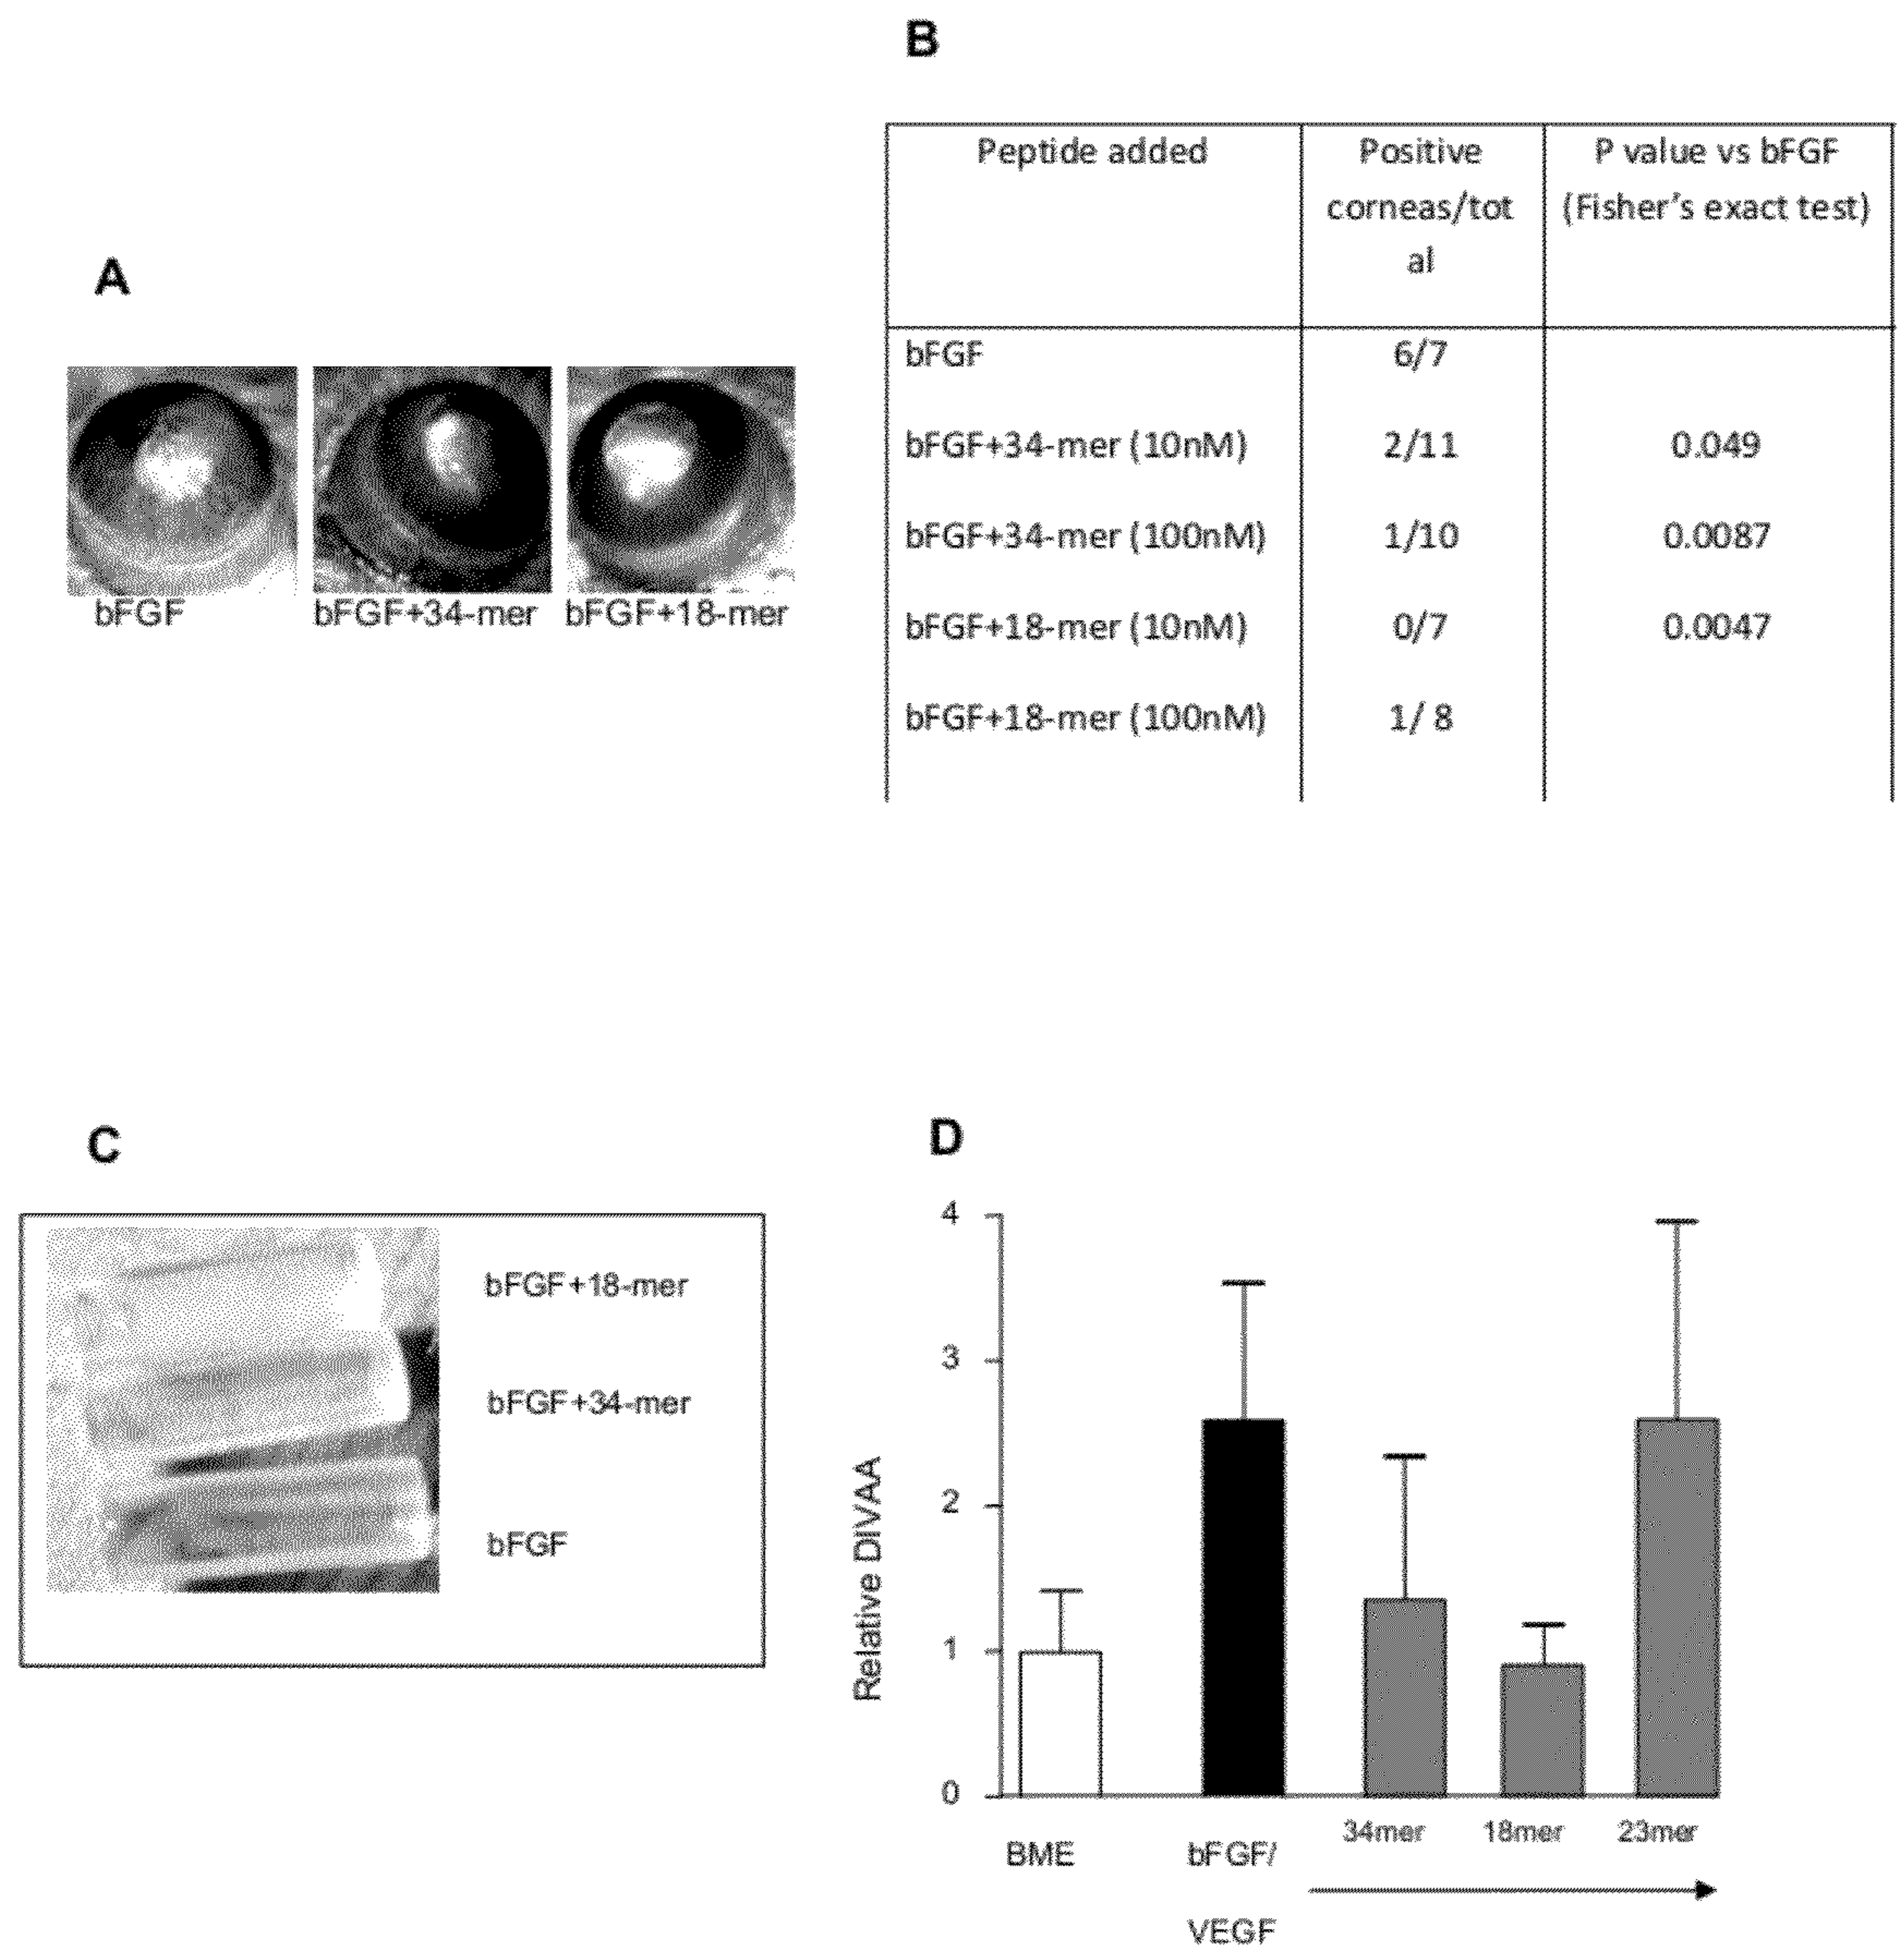 A
bFGF
bFGF+34-mer
bFGF+18-mer
B
Peptide added
Positive
corneas/tot
al
P value vs bFGF
(Fisher's exact test)
bFGF
6/7
bFGF+34-mer (10nM)
2/11
0.049
bFGF+34-mer (100nM)
1/10
0.0087
bFGF+18-mer (10nM)
0/7
0.0047
bFGF+18-mer (100nM)
1/ 8
C
bFGF+18-mer
bFGF+34-mer
bFGF
D
Relative DIVAA
4
3
2
1
0
BME
bFGF/
VEGF
34mer
18mer
23mer